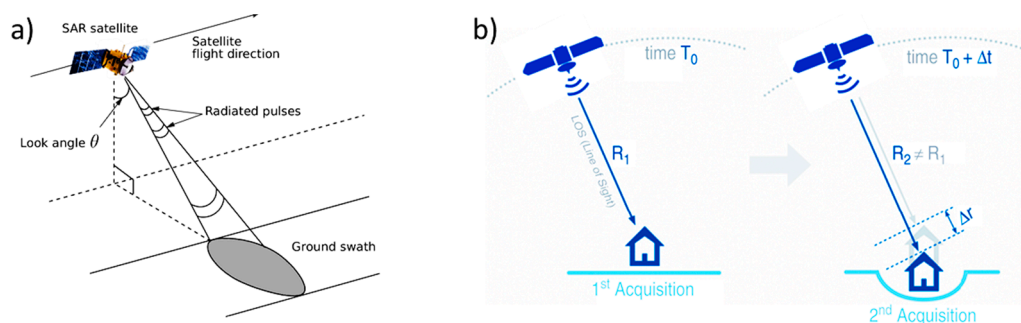 a)
SAR satellite
Satellite
flight direction
Radiated pulses
Look angle θ
Ground swath
b)
time T₀
LOS (Line of Sight)
R₁
1ˢᵗ Acquisition
time T₀ + Δt
R₂ ≠ R₁
Δr
2ⁿᵈ Acquisition